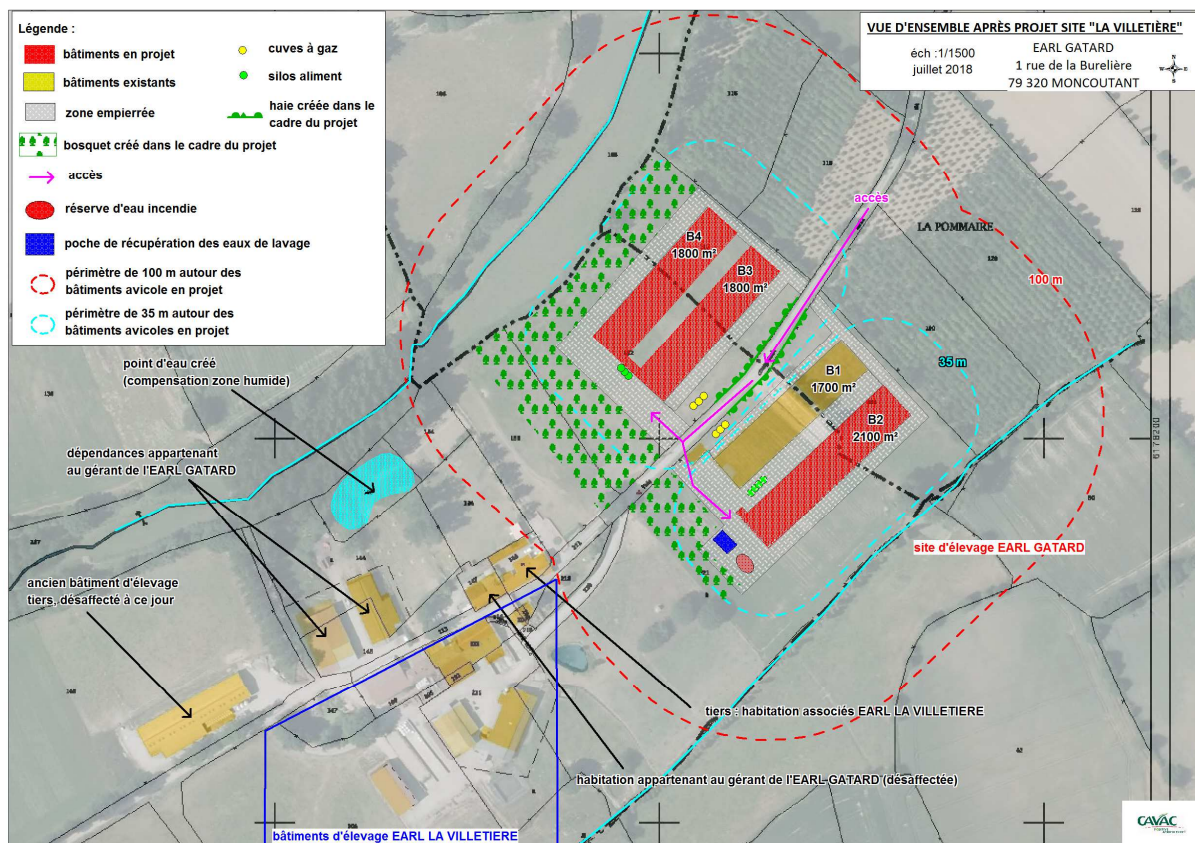 Légende :
bâtiments en projet
bâtiments existants
zone empierrée
bosquet créé dans le cadre du projet
accès
réserve d'eau incendie
poche de récupération des eaux de lavage
périmètre de 100 m autour des
bâtiments avicole en projet
périmètre de 35 m autour des
bâtiments avicoles en projet
cuves à gaz
silos aliment
haie créée dans le
cadre du projet
VUE D'ENSEMBLE APRÈS PROJET SITE "LA VILLETIÈRE"
éch :1/1500
juillet 2018
EARL GATARD
1 rue de la Burelière
79 320 MONCOUTANT
N
W
E
S
accès
LA POMMAIRE
B4
1800 m²
B3
1800 m²
100 m
35 m
B1
1700 m²
B2
2100 m²
point d'eau créé
(compensation zone humide)
dépendances appartenant
au gérant de l'EARL GATARD
ancien bâtiment d'élevage
tiers, désaffecté à ce jour
site d'élevage EARL GATARD
tiers : habitation associés EARL LA VILLETIERE
habitation appartenant au gérant de l'EARL GATARD (désaffectée)
bâtiments d'élevage EARL LA VILLETIERE
6178200
CAVAC